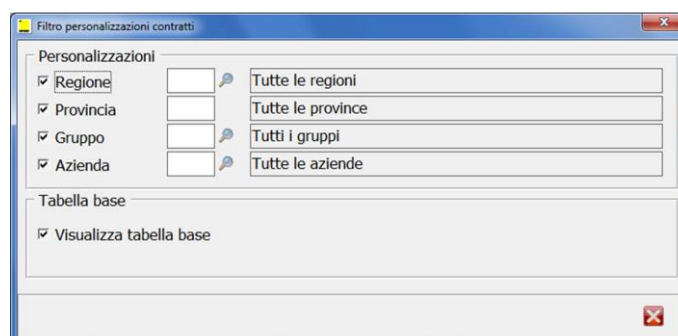 Filtro personalizzazioni contratti
Personalizzazioni
Regione Tutte le regioni
Provincia Tutte le province
Gruppo Tutti i gruppi
Azienda Tutte le aziende
Tabella base
Visualizza tabella base